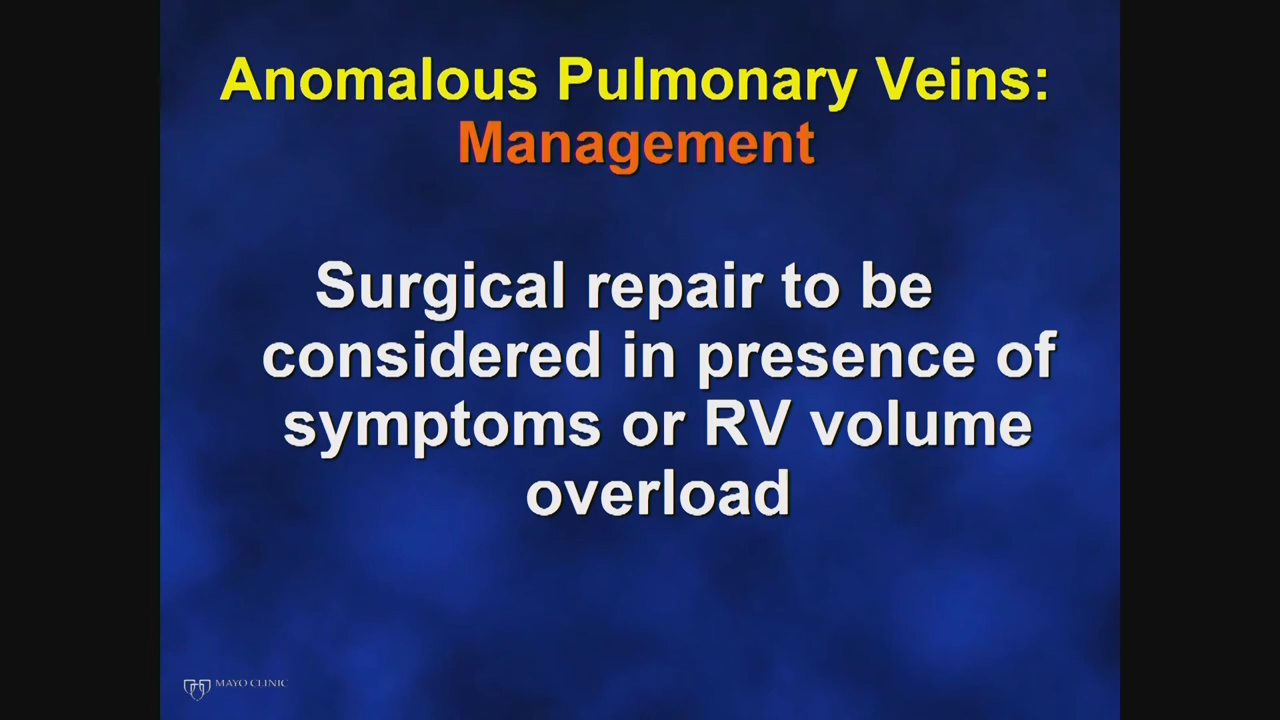 Anomalous Pulmonary Veins:
Management
Surgical repair to be
considered in presence of
symptoms or RV volume
overload
MAYO CLINIC